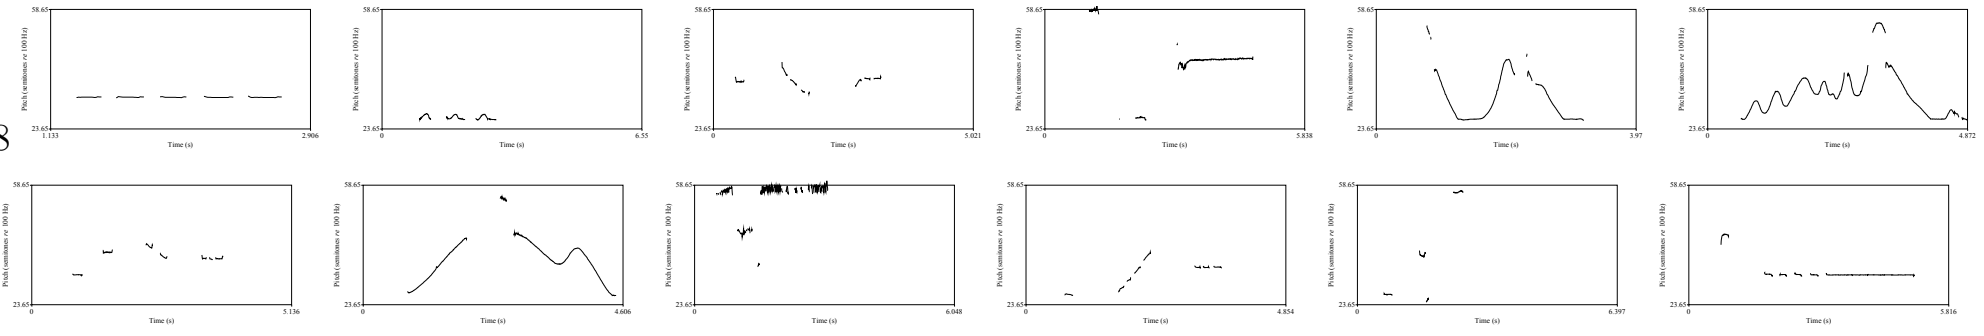 58.65 58.65 58.65 58.65 58.65 58.65
Pitch (semitones re 100 Hz) Pitch (semitones re 100 Hz) Pitch (semitones re 100 Hz) Pitch (semitones re 100 Hz) Pitch (semitones re 100 Hz) Pitch (semitones re 100 Hz)
8
23.65 23.65 23.65 23.65 23.65 23.65
1.133 2.906 0 6.55 0 5.021 0 5.838 0 3.97 0 4.872
Time (s) Time (s) Time (s) Time (s) Time (s) Time (s)
58.65 58.65 58.65 58.65 58.65 58.65
Pitch (semitones re 100 Hz) Pitch (semitones re 100 Hz) Pitch (semitones re 100 Hz) Pitch (semitones re 100 Hz) Pitch (semitones re 100 Hz) Pitch (semitones re 100 Hz)
23.65 23.65 23.65 23.65 23.65 23.65
0 5.136 0 4.606 0 6.048 0 4.854 0 6.397 0 5.816
Time (s) Time (s) Time (s) Time (s) Time (s) Time (s)